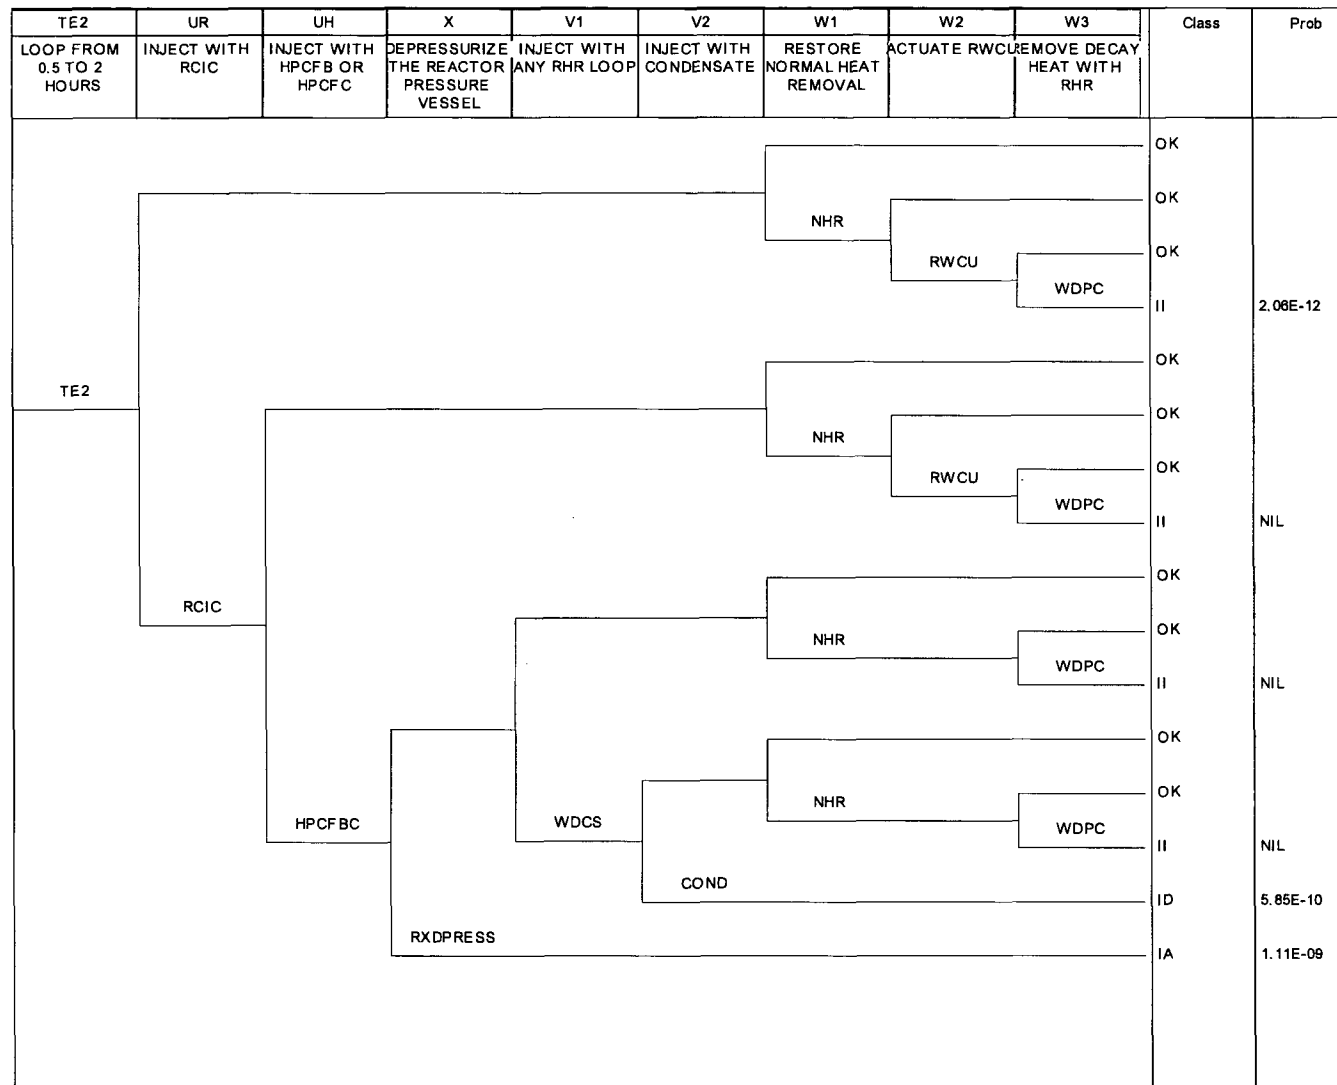 TE2 UR UH X V1 V2 W1 W2 W3 Class Prob
LOOP FROM
0.5 TO 2
HOURS
INJECT WITH
RCIC
INJECT WITH
HPCFB OR
HPCFC
DEPRESSURIZE
THE REACTOR
PRESSURE
VESSEL
INJECT WITH
ANY RHR LOOP
INJECT WITH
CONDENSATE
RESTORE
NORMAL HEAT
REMOVAL
ACTUATE RWCU
REMOVE DECAY
HEAT WITH
RHR
OK
OK
NHR
OK
RWCU
WDPC
II 2.06E-12
OK
TE2
OK
NHR
OK
RWCU
WDPC
II NIL
OK
RCIC
OK
NHR
WDPC
II NIL
OK
OK
NHR
HPCFBC WDCS
WDPC
II NIL
COND
ID 5.85E-10
RXDPRESS
IA 1.11E-09